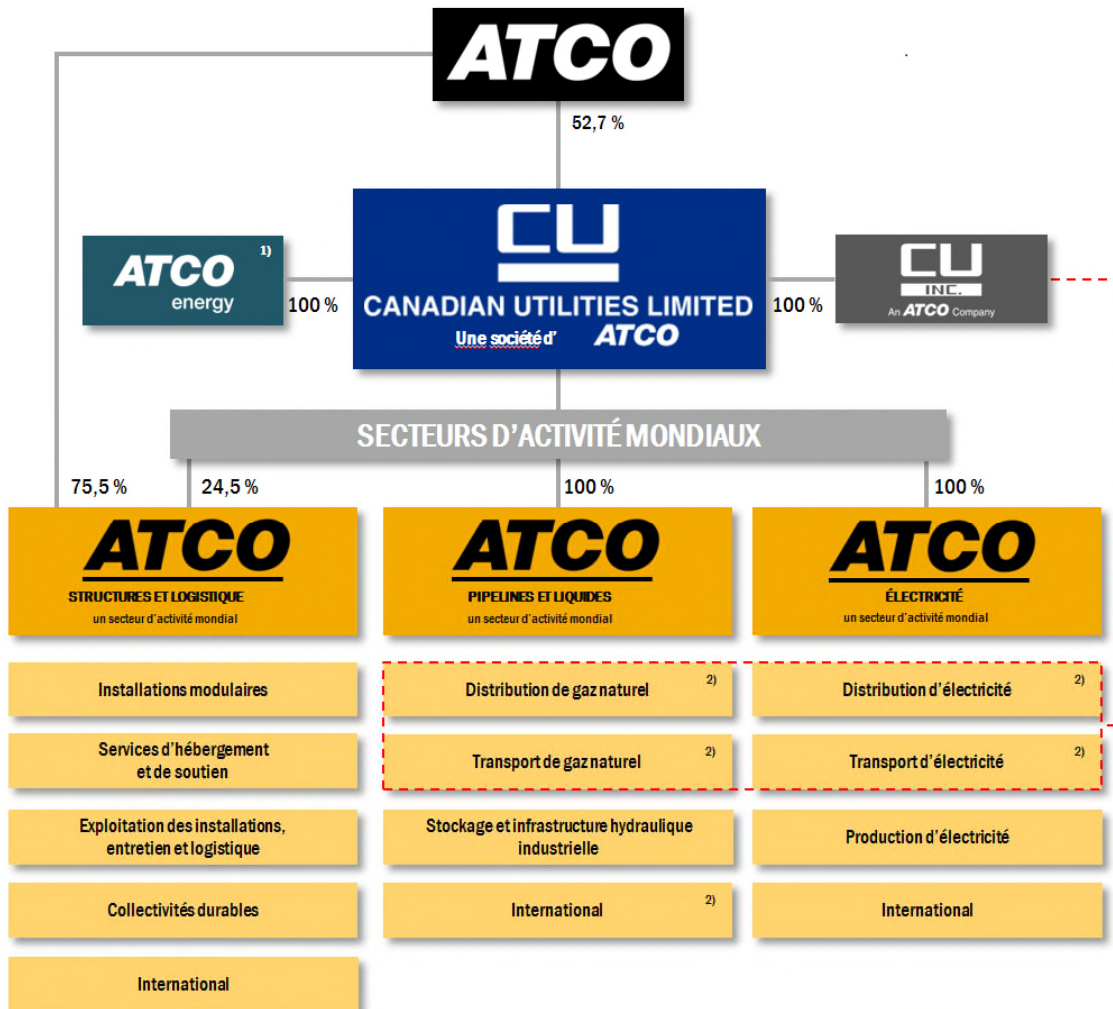 ATCO
52,7 %
ATCO
1)
energy
100 %
CU
CANADIAN UTILITIES LIMITED
Une société d’ ATCO
100 %
CU
INC.
An ATCO Company
SECTEURS D’ACTIVITÉ MONDIAUX
75,5 %
24,5 %
100 %
100 %
ATCO
STRUCTURES ET LOGISTIQUE
un secteur d’activité mondial
ATCO
PIPELINES ET LIQUIDES
un secteur d’activité mondial
ATCO
ÉLECTRICITÉ
un secteur d’activité mondial
Installations modulaires
Distribution de gaz naturel 2)
Distribution d’électricité 2)
Services d’hébergement
et de soutien
Transport de gaz naturel 2)
Transport d’électricité 2)
Exploitation des installations,
entretien et logistique
Stockage et infrastructure hydraulique
industrielle
Production d’électricité
Collectivités durables
International 2)
International
International